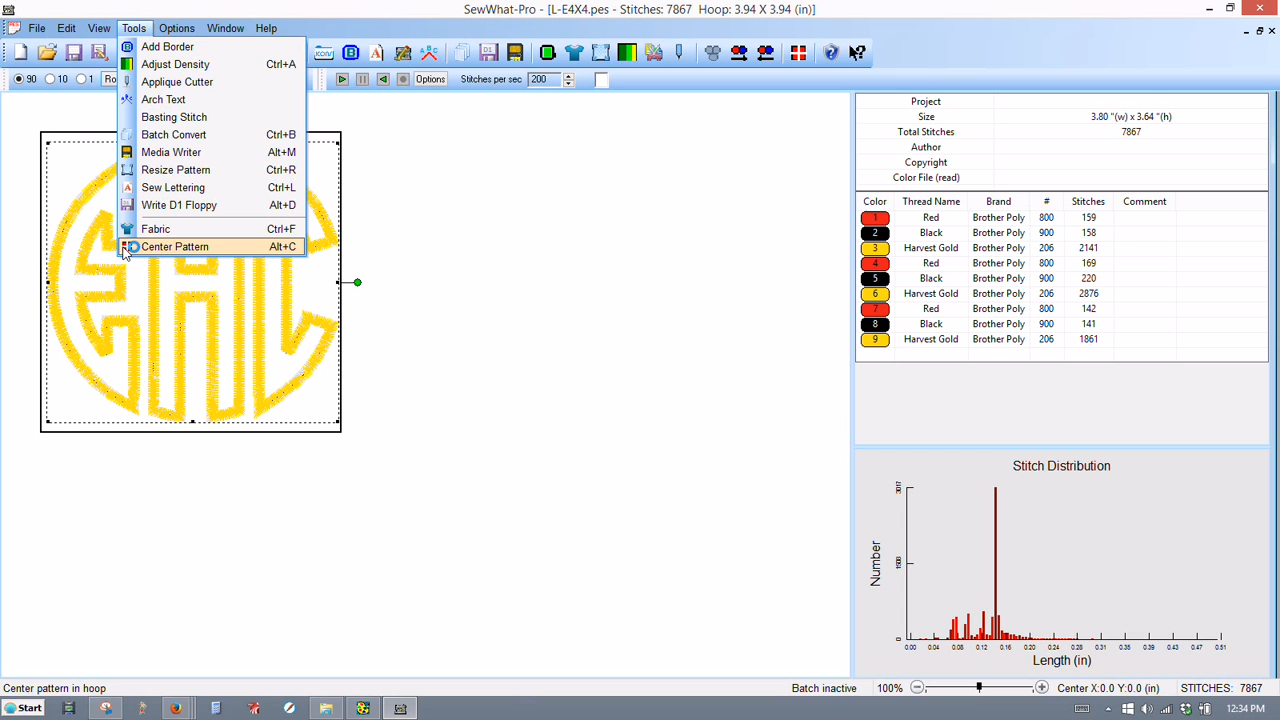 SewWhat-Pro - [L-E4X4.pes - Stitches: 7867 Hoop: 3.94 X 3.94 (in)]
File Edit View Tools Options Window Help
90 10 1 Ro
Options Stitches per sec 200
Add Border
Adjust Density Ctrl+A
Applique Cutter
Arch Text
Basting Stitch
Batch Convert Ctrl+B
Media Writer Alt+M
Resize Pattern Ctrl+R
Sew Lettering Ctrl+L
Write D1 Floppy Alt+D
Fabric Ctrl+F
Center Pattern Alt+C
EHL
Project
Size 3.80 "(w) x 3.64 "(h)
Total Stitches 7867
Author
Copyright
Color File (read)
Color Thread Name Brand # Stitches Comment
1 Red Brother Poly 800 159
2 Black Brother Poly 900 158
3 Harvest Gold Brother Poly 206 2141
4 Red Brother Poly 800 169
5 Black Brother Poly 900 220
6 Harvest Gold Brother Poly 206 2876
7 Red Brother Poly 800 142
8 Black Brother Poly 900 141
9 Harvest Gold Brother Poly 206 1861
Stitch Distribution
Number
0.00 0.04 0.08 0.12 0.16 0.20 0.24 0.28 0.31 0.35 0.39 0.43 0.47 0.51
Length (in)
Center pattern in hoop
Batch inactive 100% Center X:0.0 Y:0.0 (in) STITCHES: 7867
Start 12:34 PM